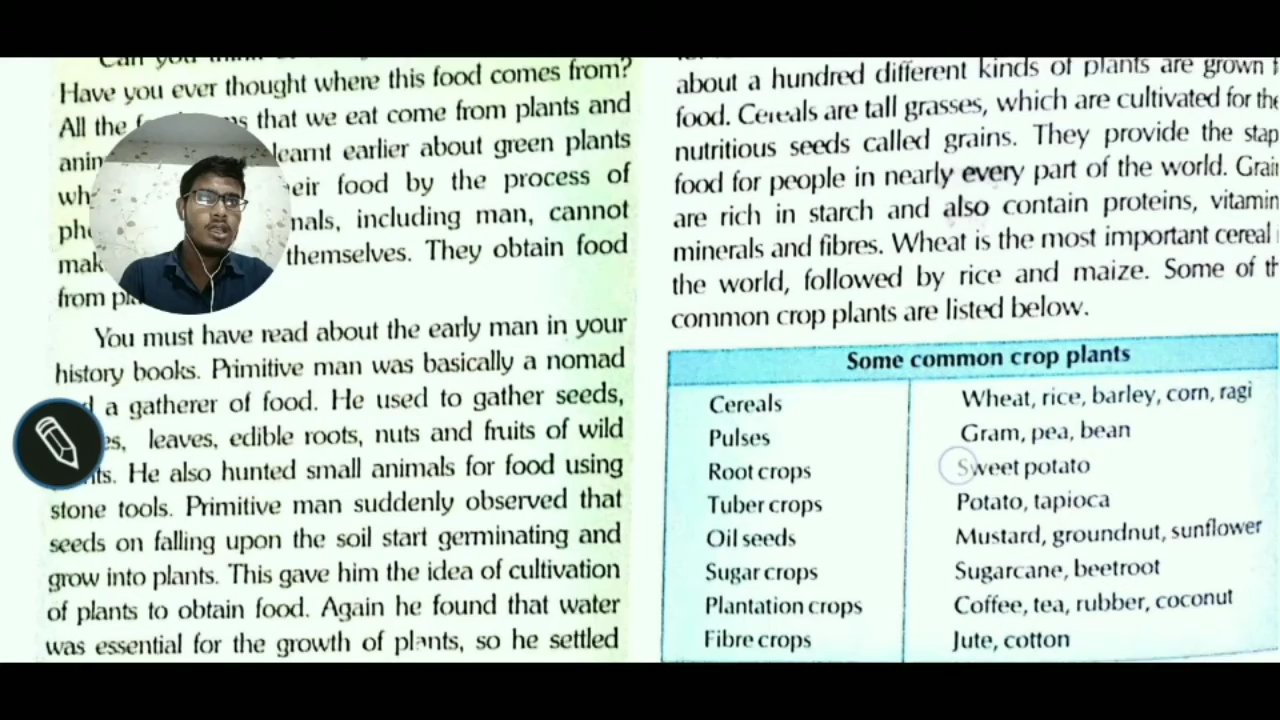 Have you ever thought where this food comes from?
All the that we eat come from plants and
learnt earlier about green plants
food by the process of
including man, cannot
themselves. They obtain food
from
You must have read about the early man in your
history books. Primitive man was basically a nomad
a gatherer of food. He used to gather seeds,
leaves, edible roots, nuts and fruits of wild
He also hunted small animals for food using
stone tools. Primitive man suddenly observed that
seeds on falling upon the soil start germinating and
grow into plants. This gave him the idea of cultivation
of plants to obtain food. Again he found that water
was essential for the growth of plants, so he settled
about a hundred different kinds of plants are grown
food. Cereals are tall grasses, which are cultivated for
nutritious seeds called grains. They provide the
food for people in nearly every part of the world.
are rich in starch and also contain proteins,
minerals and fibres. Wheat is the most important cereal
the world, followed by rice and maize. Some of
common crop plants are listed below.
Some common crop plants
Cereals Wheat, rice, barley, corn, ragi
Pulses Gram, pea, bean
Root crops Sweet potato
Tuber crops Potato, tapioca
Oil seeds Mustard, groundnut, sunflower
Sugar crops Sugarcane, beetroot
Plantation crops Coffee, tea, rubber, coconut
Fibre crops Jute, cotton